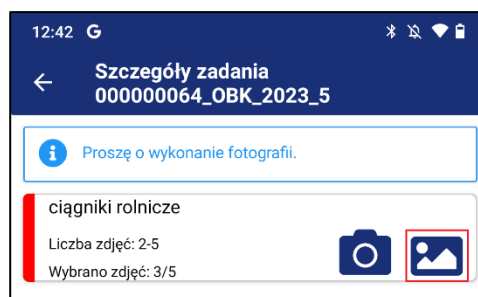 12:42 G
Szczegóły zadania
000000064_OBK_2023_5
Proszę o wykonanie fotografii.
ciągniki rolnicze
Liczba zdjęć: 2-5
Wybrano zdjęć: 3/5